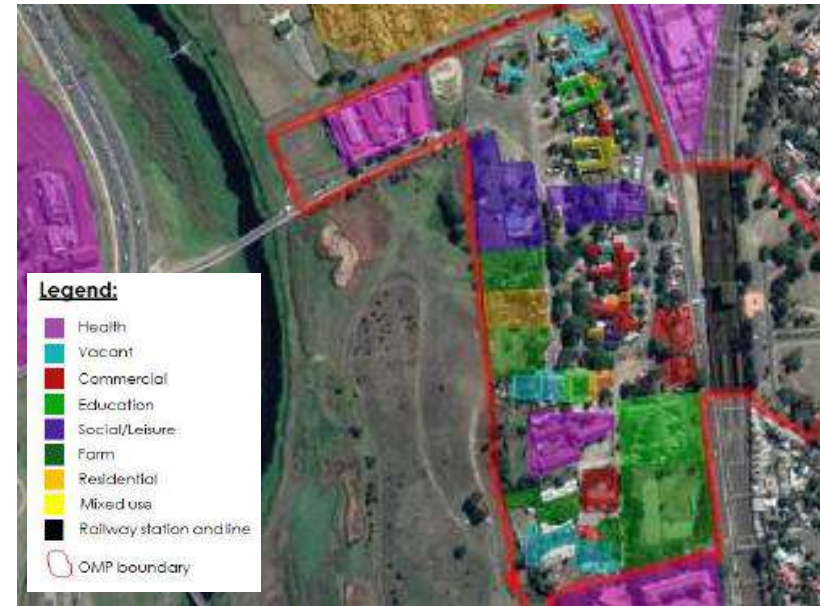 Legend:
Health
Vacant
Commercial
Education
Social/Leisure
Farm
Residential
Mixed use
Railway station and line
OMP boundary